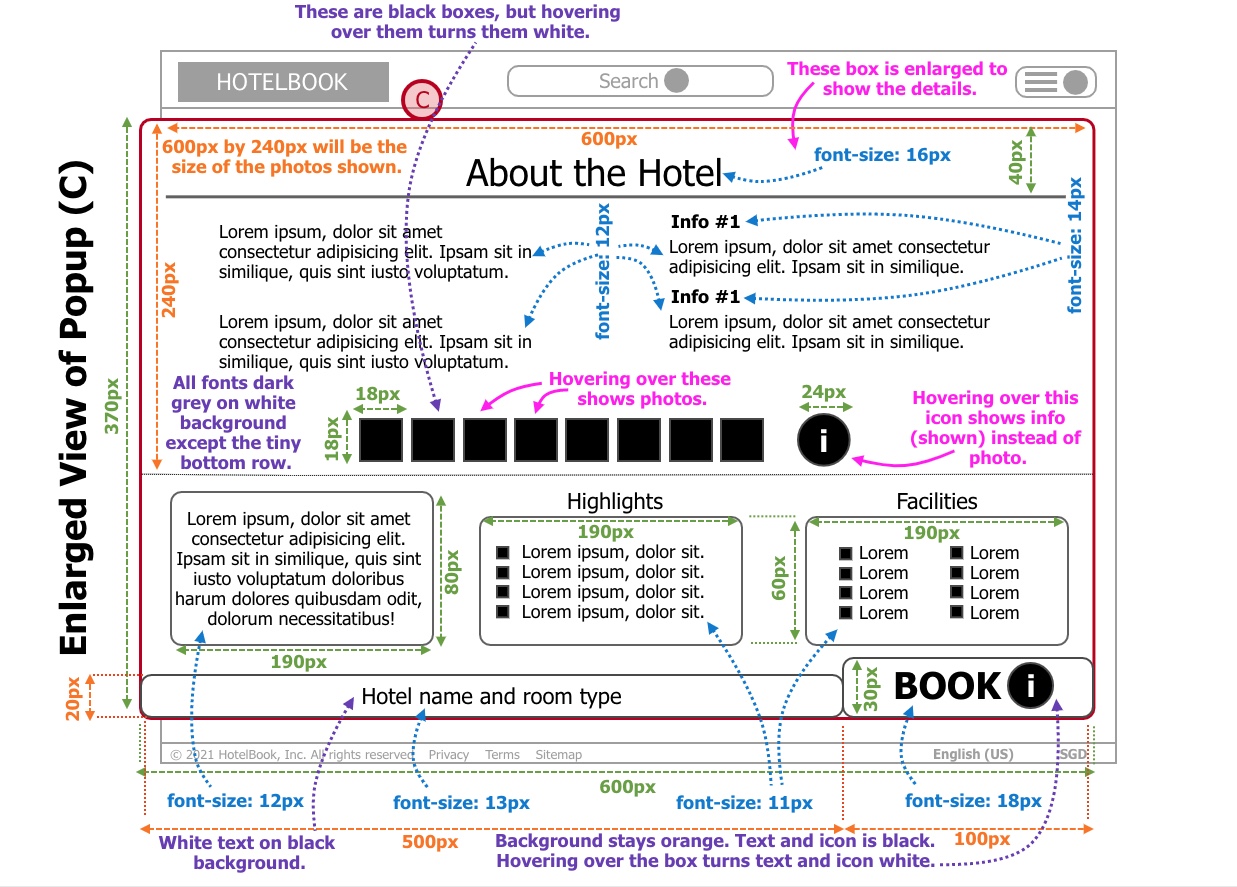 These are black boxes, but hovering
over them turns them white.
HOTELBOOK
Search
C
These box is enlarged to
show the details.
600px by 240px will be the
size of the photos shown.
600px
About the Hotel
font-size: 16px
40px
font-size: 14px
Enlarged View of Popup (C)
370px
240px
Lorem ipsum, dolor sit amet
consectetur adipisicing elit. Ipsam sit in
similique, quis sint iusto voluptatum.
font-size: 12px
Info #1
Lorem ipsum, dolor sit amet consectetur
adipisicing elit. Ipsam sit in similique.
Info #1
Lorem ipsum, dolor sit amet consectetur
adipisicing elit. Ipsam sit in similique.
Lorem ipsum, dolor sit amet
consectetur adipisicing elit. Ipsam sit in
similique, quis sint iusto voluptatum.
All fonts dark
grey on white
background
except the tiny
bottom row.
18px
18px
Hovering over these
shows photos.
24px
i
Hovering over this
icon shows info
(shown) instead of
photo.
Lorem ipsum, dolor sit amet
consectetur adipisicing elit.
Ipsam sit in similique, quis sint
iusto voluptatum doloribus
harum dolores quibusdam odit,
dolorum necessitatibus!
80px
190px
Highlights
190px
Lorem ipsum, dolor sit.
Lorem ipsum, dolor sit.
Lorem ipsum, dolor sit.
Lorem ipsum, dolor sit.
60px
Facilities
190px
Lorem Lorem
Lorem Lorem
Lorem Lorem
Lorem Lorem
20px
Hotel name and room type
30px
BOOK i
© 2021 HotelBook, Inc. All rights reserved Privacy Terms Sitemap English (US) SGD
600px
font-size: 12px
font-size: 13px
font-size: 11px
font-size: 18px
White text on black
background.
500px
Background stays orange. Text and icon is black.
Hovering over the box turns text and icon white.
100px